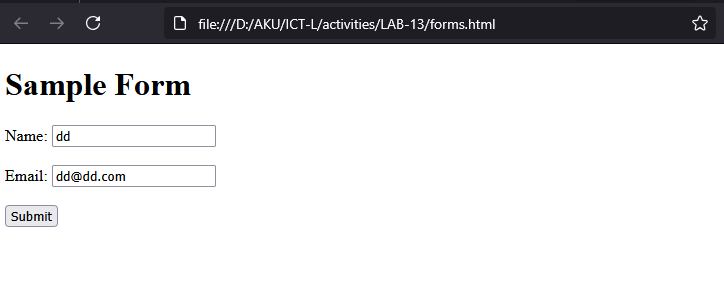 file:///D:/AKU/ICT-L/activities/LAB-13/forms.html
Sample Form
Name: dd
Email: dd@dd.com
Submit